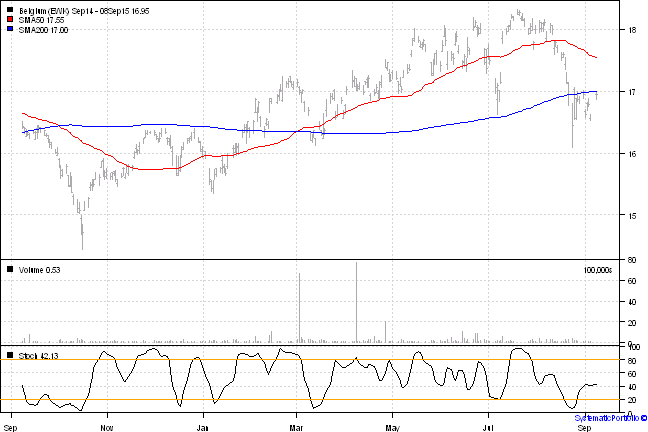 Belgium (EWK) Sep14 - 08Sep15 16.95
SMA50 17.55
SMA200 17.00
18
17
16
15
Volume 0.53
100,000s
80
60
40
20
0
Stoch 42.13
100
80
60
40
20
0
Sep Nov Jan Mar May Jul Sep
SystematicPortfolio ©